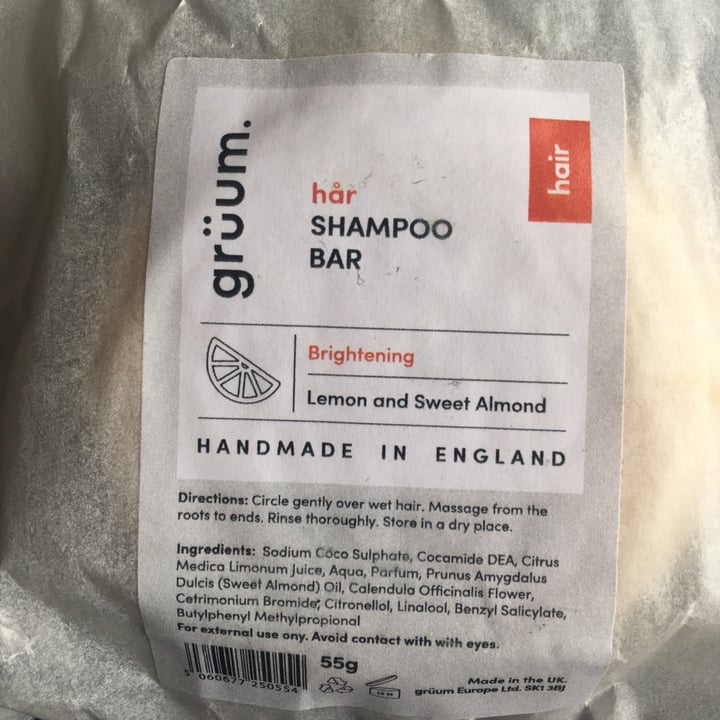 grüum.
hair
hår
SHAMPOO
BAR
Brightening
Lemon and Sweet Almond
HANDMADE IN ENGLAND
Directions: Circle gently over wet hair. Massage from the
roots to ends. Rinse thoroughly. Store in a dry place.
Ingredients: Sodium Coco Sulphate, Cocamide DEA, Citrus
Medica Limonum Juice, Aqua, Parfum, Prunus Amygdalus
Dulcis (Sweet Almond) Oil, Calendula Officinalis Flower,
Cetrimonium Bromide, Citronellol, Linalool, Benzyl Salicylate,
Butylphenyl Methylpropional
For external use ony. Avoid contact with with eyes.
55g
5 060677 250554
Made in the UK.
grüum Europe Ltd. SK1 3BJ